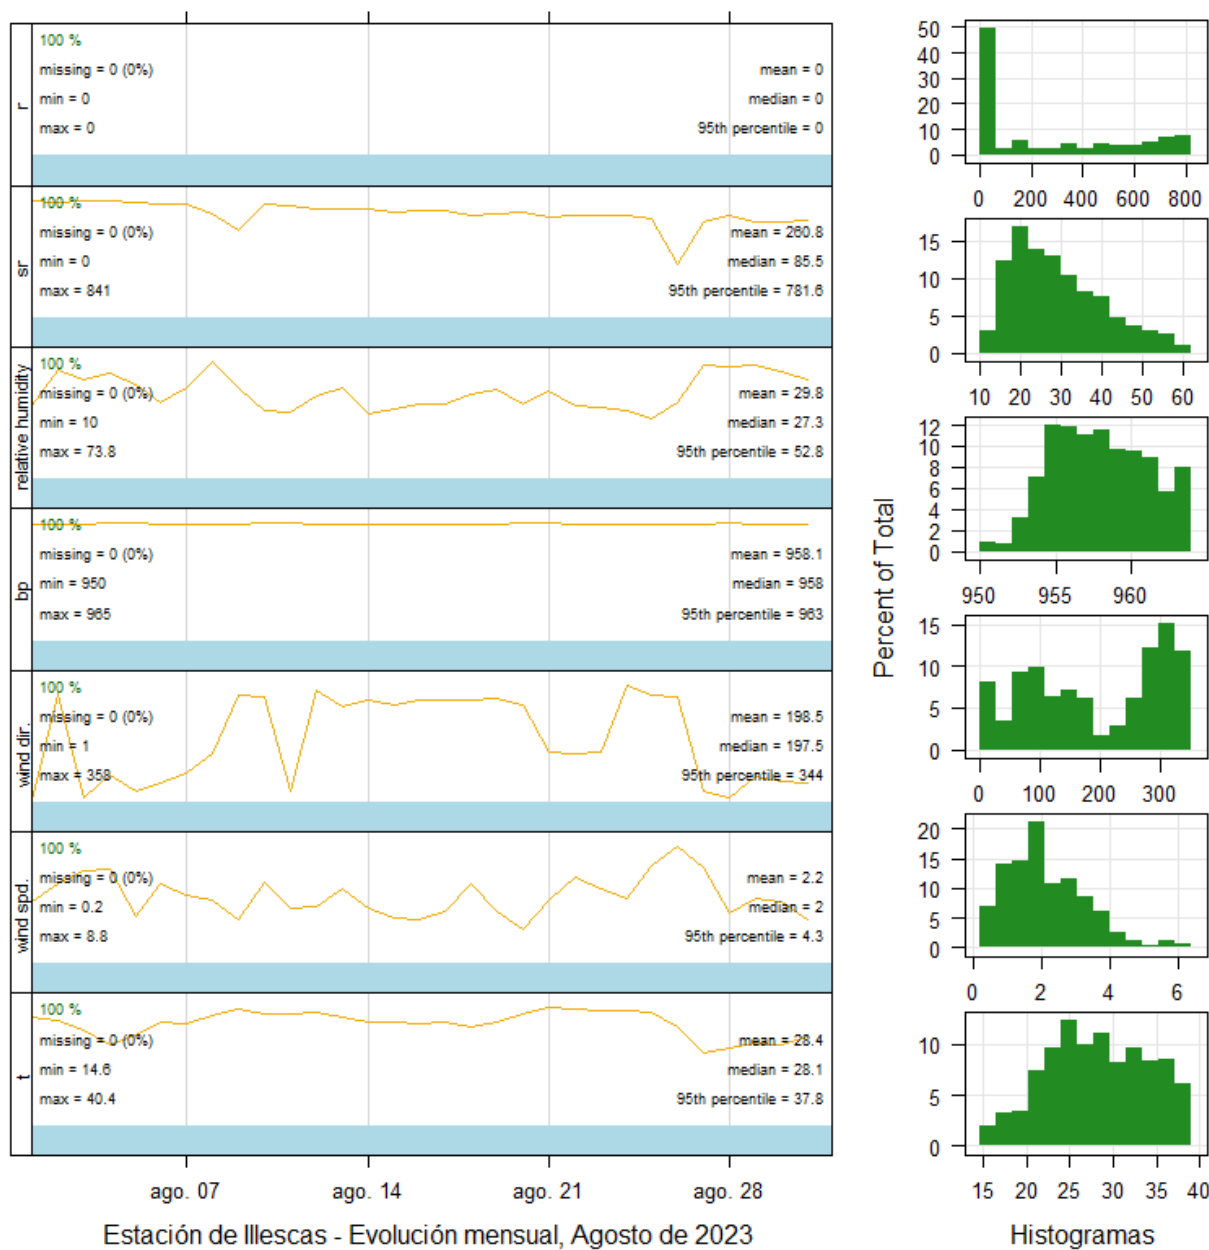 r
100 %
missing = 0 (0%)
min = 0
max = 0
mean = 0
median = 0
95th percentile = 0
sr
100 %
missing = 0 (0%)
min = 0
max = 841
mean = 260.8
median = 85.5
95th percentile = 781.6
relative humidity
100 %
missing = 0 (0%)
min = 10
max = 73.8
mean = 29.8
median = 27.3
95th percentile = 52.8
bp
100 %
missing = 0 (0%)
min = 950
max = 965
mean = 958.1
median = 958
95th percentile = 963
wind dir.
100 %
missing = 0 (0%)
min = 1
max = 358
mean = 198.5
median = 197.5
95th percentile = 344
wind spd.
100 %
missing = 0 (0%)
min = 0.2
max = 8.8
mean = 2.2
median = 2
95th percentile = 4.3
t
100 %
missing = 0 (0%)
min = 14.6
max = 40.4
mean = 28.4
median = 28.1
95th percentile = 37.8
ago. 07 ago. 14 ago. 21 ago. 28
Estación de Illescas - Evolución mensual, Agosto de 2023
Percent of Total
50
40
30
20
10
0
0 200 400 600 800
15
10
5
0
10 20 30 40 50 60
12
10
8
6
4
2
0
950 955 960
15
10
5
0
0 100 200 300
20
15
10
5
0
0 2 4 6
10
5
0
15 20 25 30 35 40
Histogramas